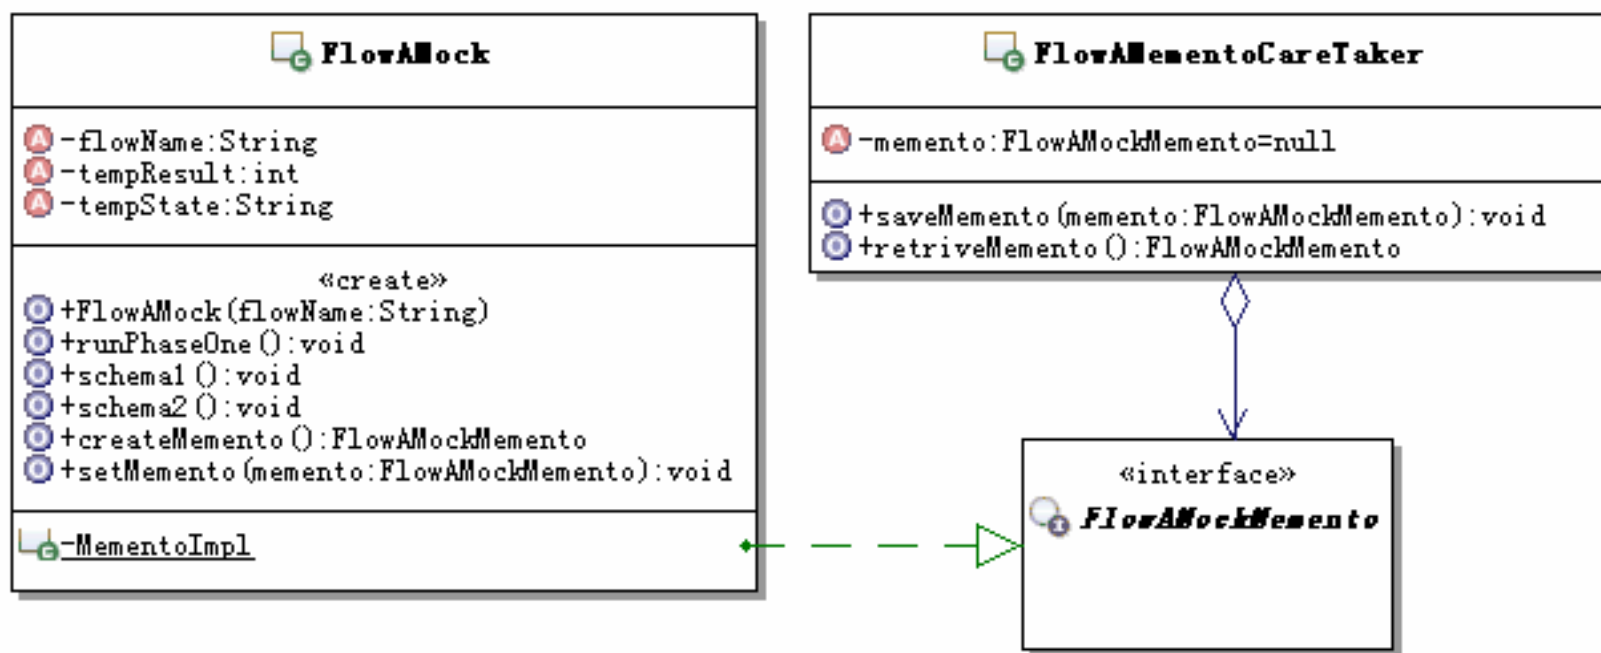 FlowAMock
-flowName:String
-tempResult:int
-tempState:String
«create»
+FlowAMock(flowName:String)
+runPhaseOne():void
+schema1():void
+schema2():void
+createMemento():FlowAMockMemento
+setMemento(memento:FlowAMockMemento):void
-MementoImpl
FlowAMementoCareTaker
-memento:FlowAMockMemento=null
+saveMemento(memento:FlowAMockMemento):void
+retriveMemento():FlowAMockMemento
«interface»
FlowAMockMemento